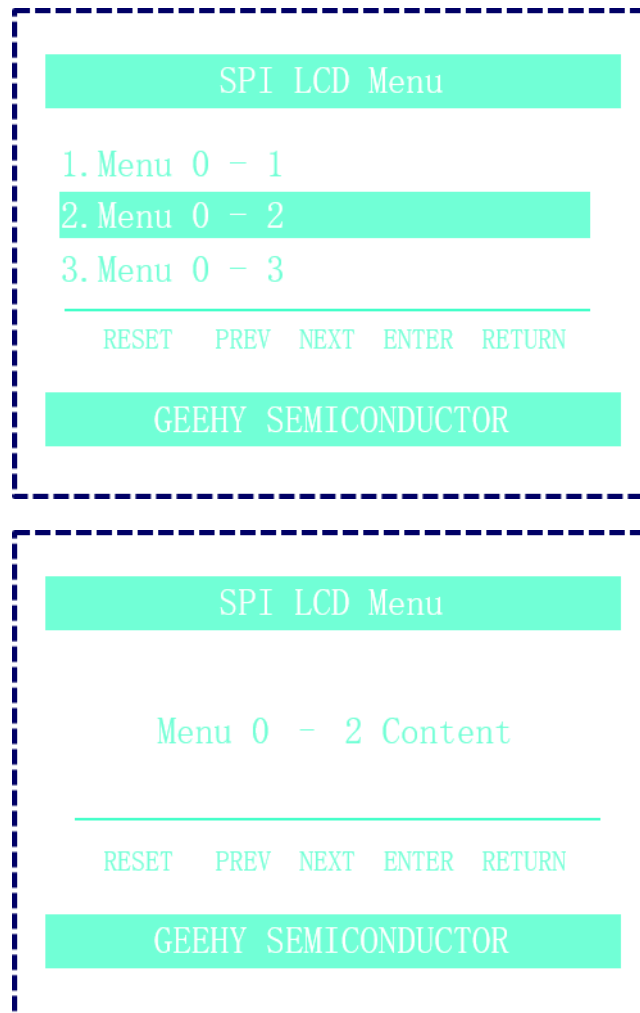 SPI LCD Menu
1.Menu 0 - 1
2.Menu 0 - 2
3.Menu 0 - 3
RESET PREV NEXT ENTER RETURN
GEEHY SEMICONDUCTOR
SPI LCD Menu
Menu 0 - 2 Content
RESET PREV NEXT ENTER RETURN
GEEHY SEMICONDUCTOR